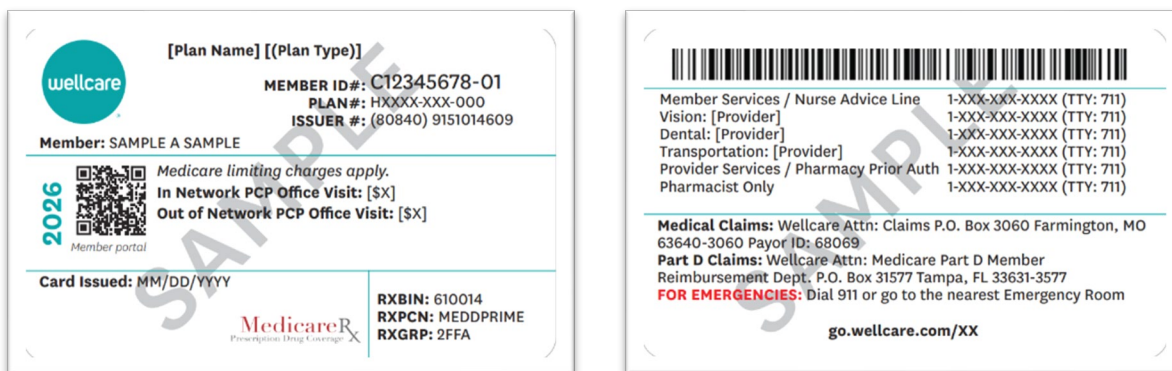 wellcare
[Plan Name] [(Plan Type)]
MEMBER ID#: C12345678-01
PLAN#: HXXXX-XXX-000
ISSUER #: (80840) 9151014609
Member: SAMPLE A SAMPLE
2026
Member portal
Medicare limiting charges apply.
In Network PCP Office Visit: [$X]
Out of Network PCP Office Visit: [$X]
Card Issued: MM/DD/YYYY
MedicareRx
Prescription Drug Coverage
RXBIN: 610014
RXPCN: MEDDPRIME
RXGRP: 2FFA
SAMPLE
Member Services / Nurse Advice Line 1-XXX-XXX-XXXX (TTY: 711)
Vision: [Provider] 1-XXX-XXX-XXXX (TTY: 711)
Dental: [Provider] 1-XXX-XXX-XXXX (TTY: 711)
Transportation: [Provider] 1-XXX-XXX-XXXX (TTY: 711)
Provider Services / Pharmacy Prior Auth 1-XXX-XXX-XXXX (TTY: 711)
Pharmacist Only 1-XXX-XXX-XXXX (TTY: 711)
Medical Claims: Wellcare Attn: Claims P.O. Box 3060 Farmington, MO
63640-3060 Payor ID: 68069
Part D Claims: Wellcare Attn: Medicare Part D Member
Reimbursement Dept. P.O. Box 31577 Tampa, FL 33631-3577
FOR EMERGENCIES: Dial 911 or go to the nearest Emergency Room
go.wellcare.com/XX
SAMPLE